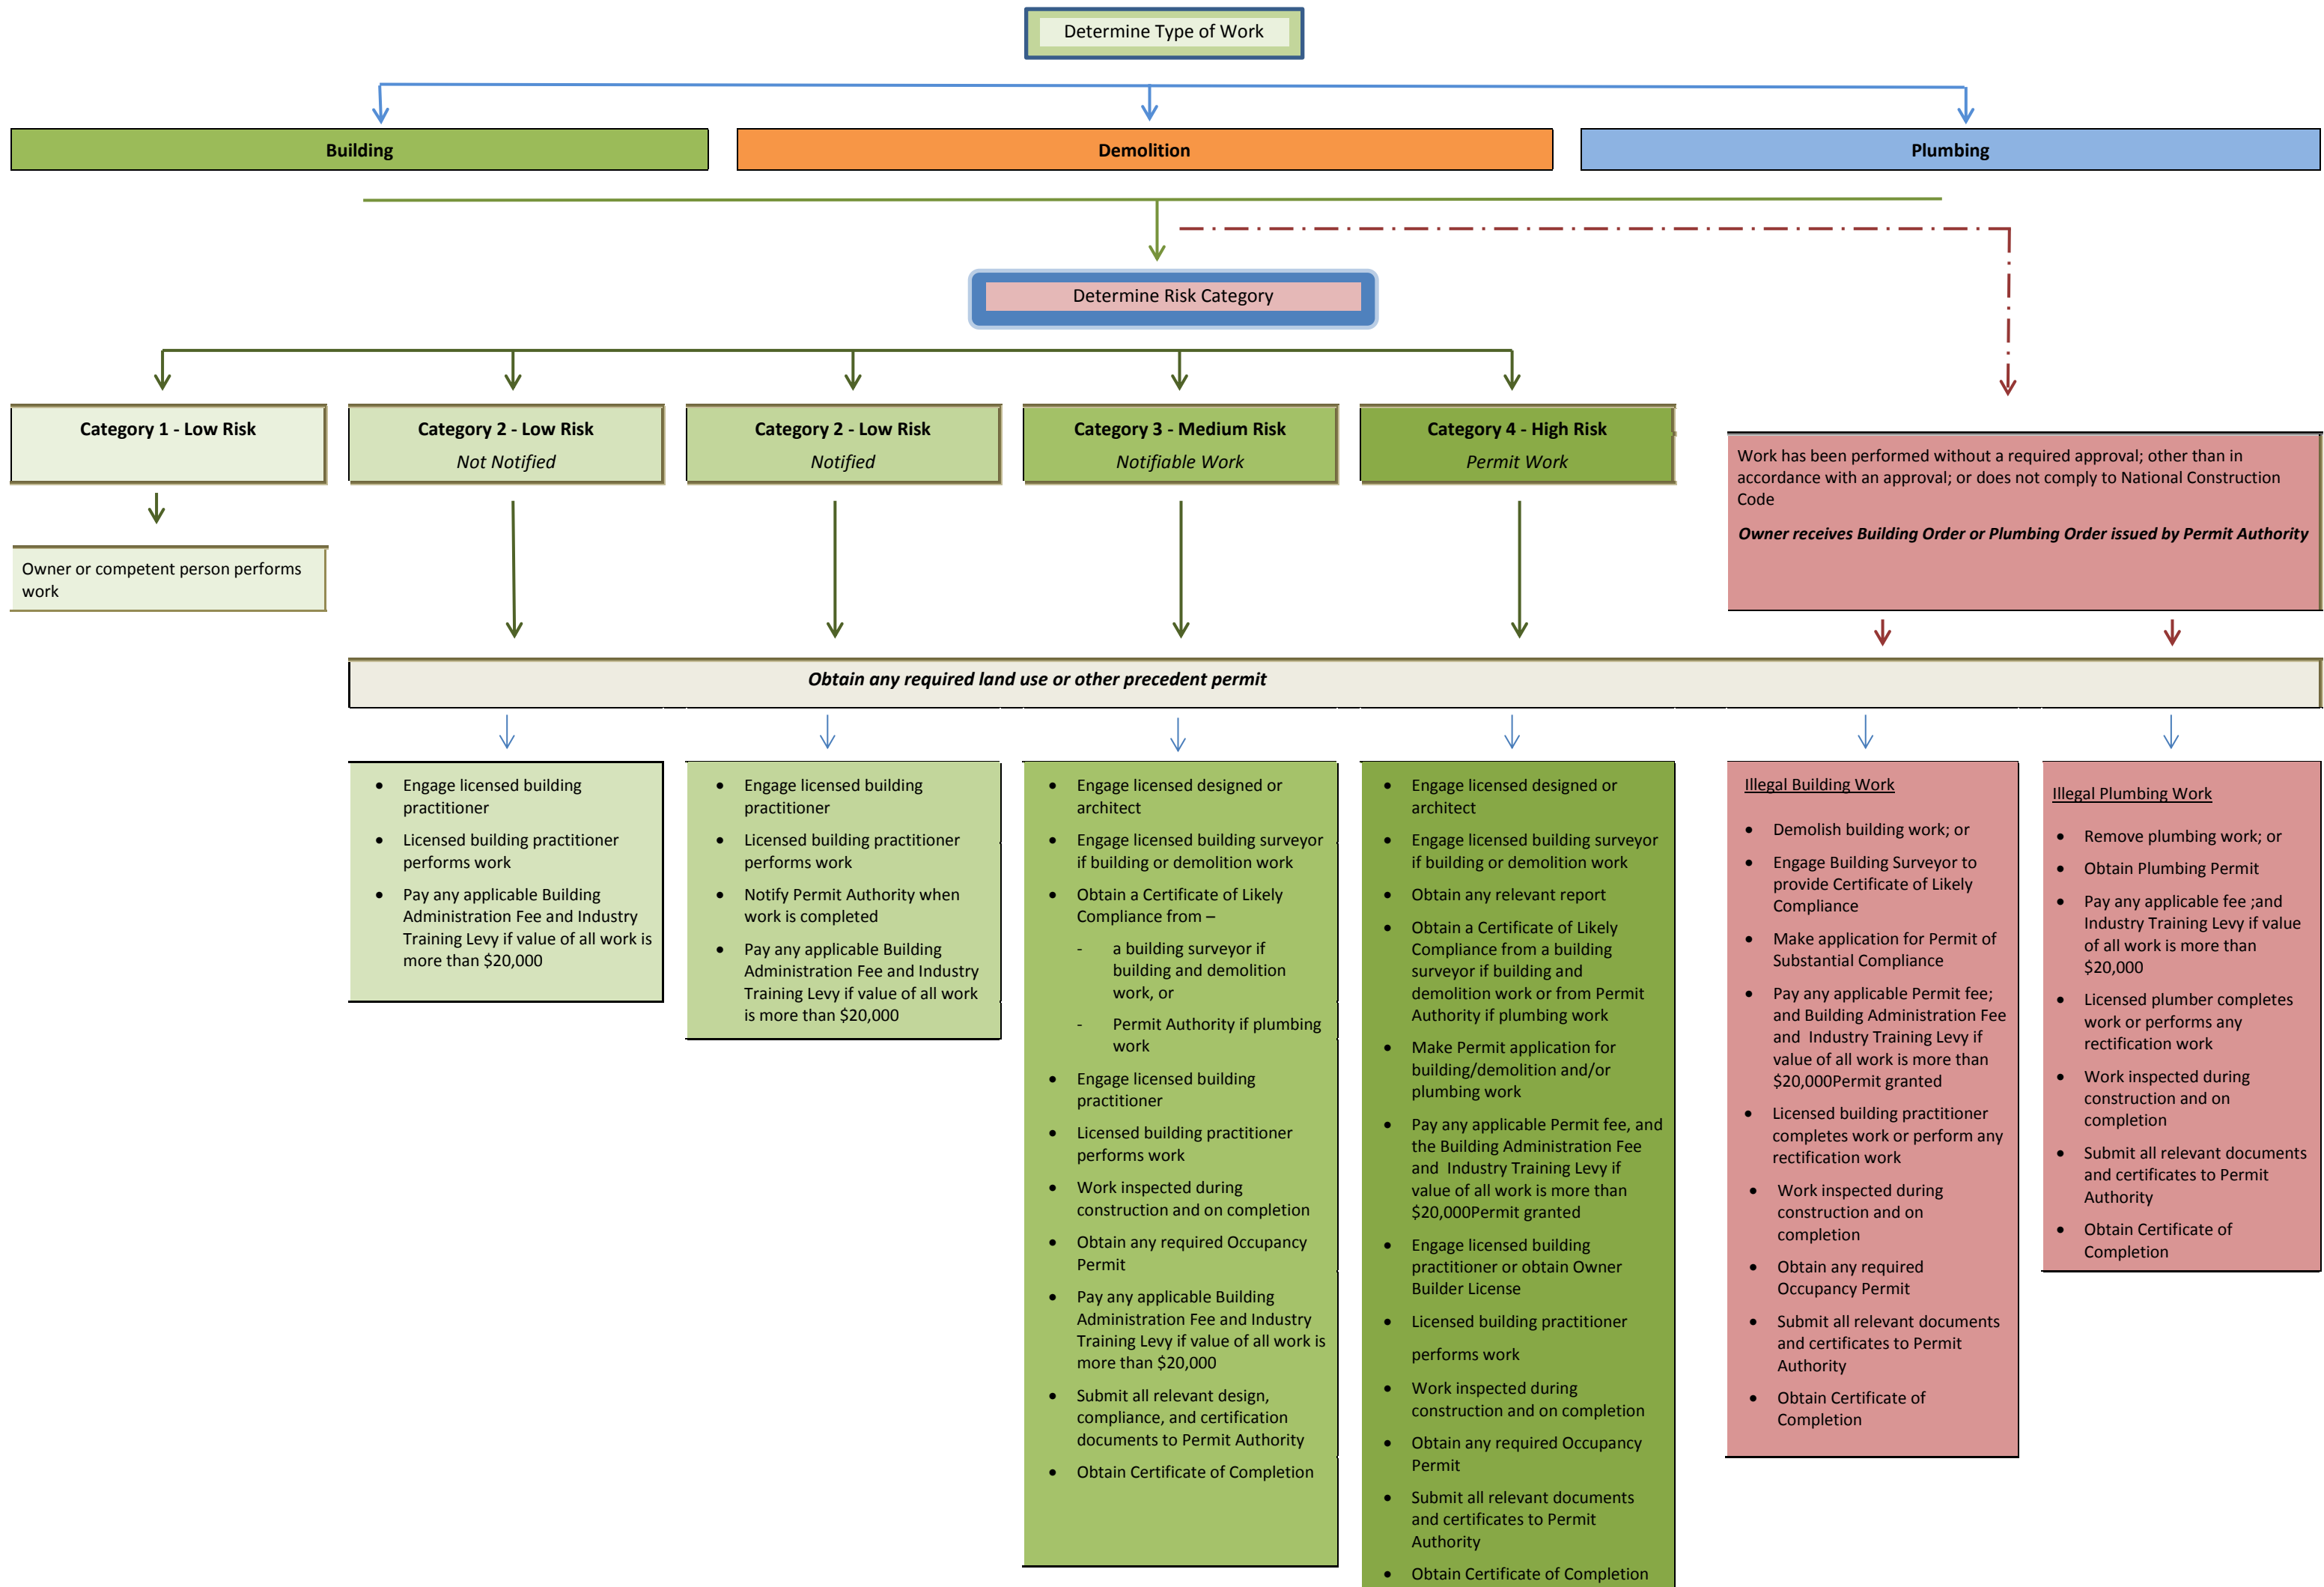 Determine Type of Work
Building
Demolition
Plumbing
Determine Risk Category
Category 1 - Low Risk
Category 2 - Low Risk
Not Notified
Category 2 - Low Risk
Notified
Category 3 - Medium Risk
Notifiable Work
Category 4 - High Risk
Permit Work
Work has been performed without a required approval; other than in
accordance with an approval; or does not comply to National Construction
Code
Owner receives Building Order or Plumbing Order issued by Permit Authority
Owner or competent person performs
work
Obtain any required land use or other precedent permit
• Engage licensed building
practitioner
• Licensed building practitioner
performs work
• Pay any applicable Building
Administration Fee and Industry
Training Levy if value of all work is
more than $20,000
• Engage licensed building
practitioner
• Licensed building practitioner
performs work
• Notify Permit Authority when
work is completed
• Pay any applicable Building
Administration Fee and Industry
Training Levy if value of all work
is more than $20,000
• Engage licensed designed or
architect
• Engage licensed building surveyor
if building or demolition work
• Obtain a Certificate of Likely
Compliance from –
- a building surveyor if
building and demolition
work, or
- Permit Authority if plumbing
work
• Engage licensed building
practitioner
• Licensed building practitioner
performs work
• Work inspected during
construction and on completion
• Obtain any required Occupancy
Permit
• Pay any applicable Building
Administration Fee and Industry
Training Levy if value of all work is
more than $20,000
• Submit all relevant design,
compliance, and certification
documents to Permit Authority
• Obtain Certificate of Completion
• Engage licensed designed or
architect
• Engage licensed building surveyor
if building or demolition work
• Obtain any relevant report
• Obtain a Certificate of Likely
Compliance from a building
surveyor if building and
demolition work or from Permit
Authority if plumbing work
• Make Permit application for
building/demolition and/or
plumbing work
• Pay any applicable Permit fee, and
the Building Administration Fee
and Industry Training Levy if
value of all work is more than
$20,000Permit granted
• Engage licensed building
practitioner or obtain Owner
Builder License
• Licensed building practitioner
performs work
• Work inspected during
construction and on completion
• Obtain any required Occupancy
Permit
• Submit all relevant documents
and certificates to Permit
Authority
• Obtain Certificate of Completion
Illegal Building Work
• Demolish building work; or
• Engage Building Surveyor to
provide Certificate of Likely
Compliance
• Make application for Permit of
Substantial Compliance
• Pay any applicable Permit fee;
and Building Administration Fee
and Industry Training Levy if
value of all work is more than
$20,000Permit granted
• Licensed building practitioner
completes work or perform any
rectification work
• Work inspected during
construction and on
completion
• Obtain any required
Occupancy Permit
• Submit all relevant documents
and certificates to Permit
Authority
• Obtain Certificate of
Completion
Illegal Plumbing Work
• Remove plumbing work; or
• Obtain Plumbing Permit
• Pay any applicable fee ;and
Industry Training Levy if value
of all work is more than
$20,000
• Licensed plumber completes
work or performs any
rectification work
• Work inspected during
construction and on
completion
• Submit all relevant documents
and certificates to Permit
Authority
• Obtain Certificate of
Completion